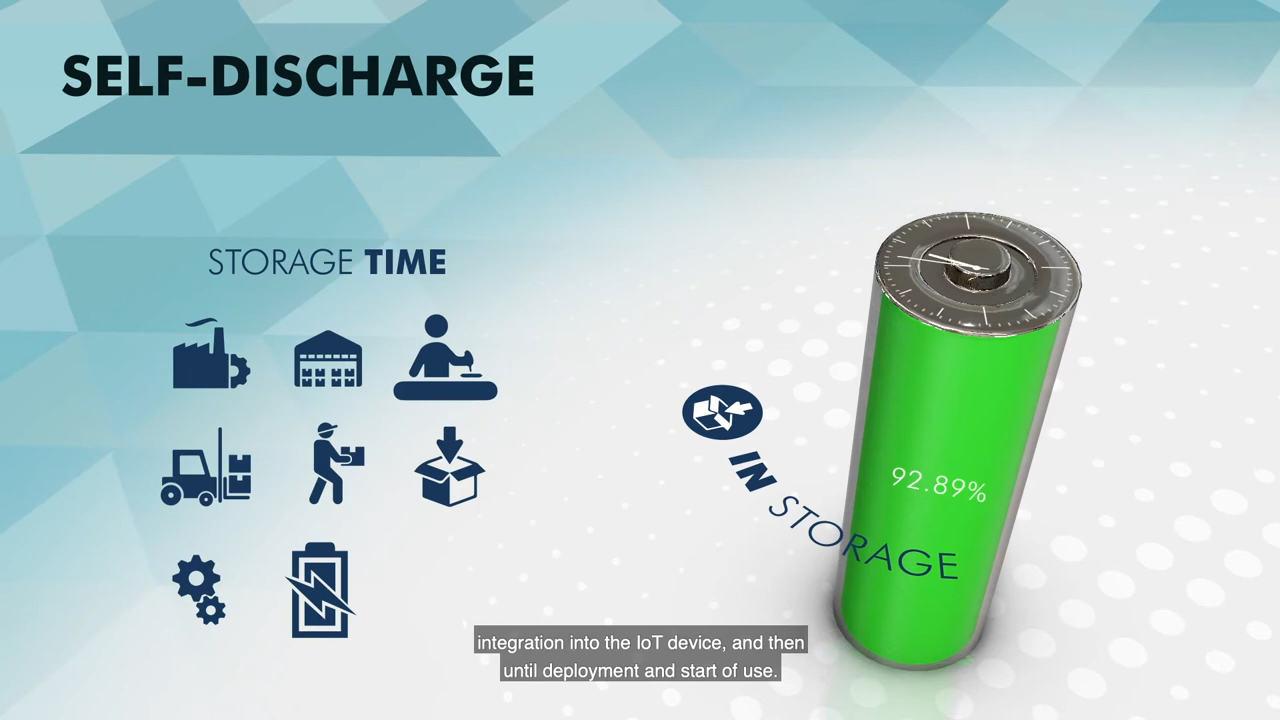 SELF-DISCHARGE
STORAGE TIME
92.89%
IN STORAGE
integration into the IoT device, and then
until deployment and start of use.